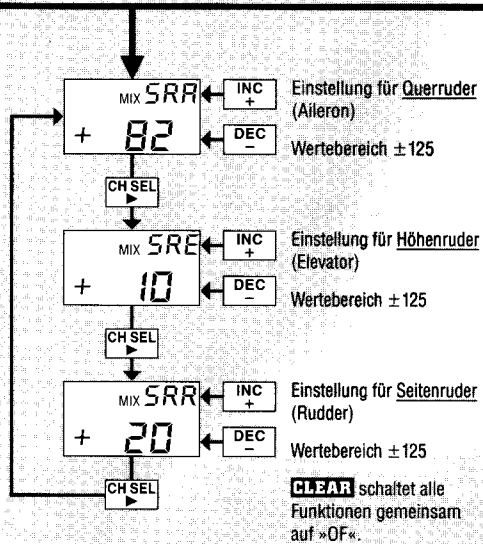 MIX SRA
+ 82
INC
+
DEC
−
Einstellung für Querruder
(Aileron)
Wertebereich ±125
CH SEL
▶
MIX SRE
+ 10
INC
+
DEC
−
Einstellung für Höhenruder
(Elevator)
Wertebereich ±125
CH SEL
▶
MIX SRR
+ 20
INC
+
DEC
−
Einstellung für Seitenruder
(Rudder)
Wertebereich ±125
CH SEL
▶
CLEAR schaltet alle
Funktionen gemeinsam
auf »OF«.